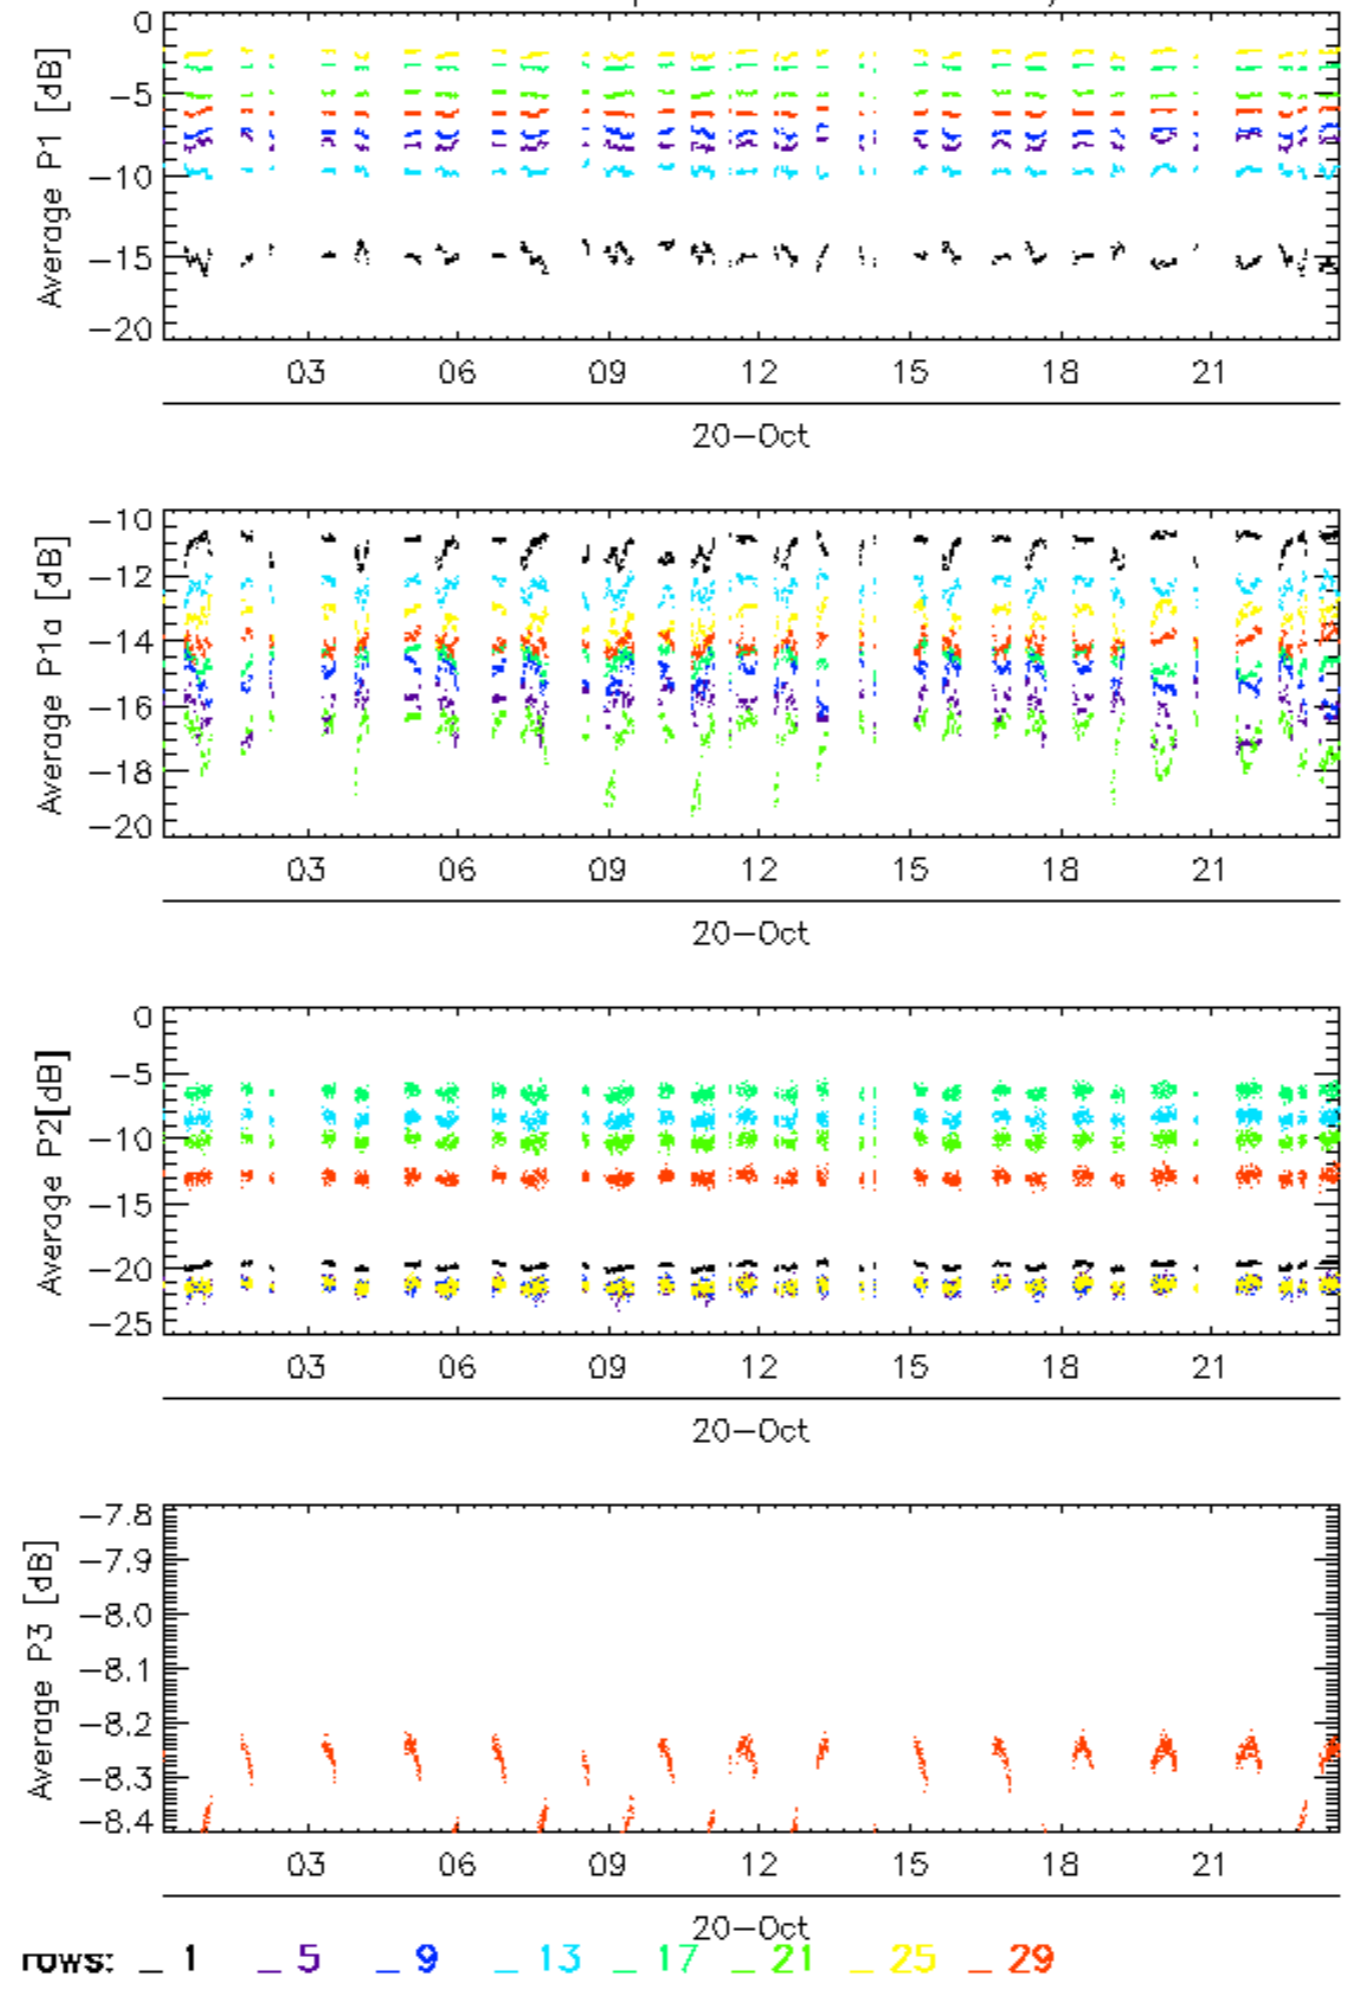 Average P1 [dB]
0
−5
−10
−15
−20
03 06 09 12 15 18 21
20−Oct
Average P1a [dB]
−10
−12
−14
−16
−18
−20
03 06 09 12 15 18 21
20−Oct
Average P2[dB]
0
−5
−10
−15
−20
−25
03 06 09 12 15 18 21
20−Oct
Average P3 [dB]
−7.8
−7.9
−8.0
−8.1
−8.2
−8.3
−8.4
03 06 09 12 15 18 21
20−Oct
rows: _ 1 _ 5 _ 9 _ 13 _ 17 _ 21 _ 25 _ 29